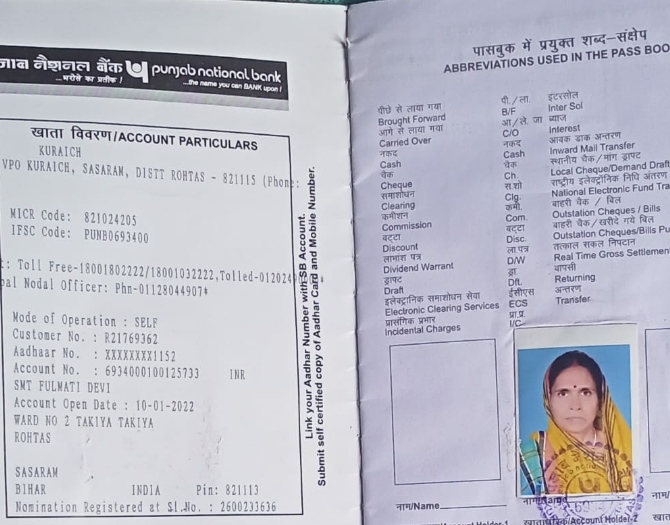 नैशनल बैंक punjab national bank
...भरोसे का प्रतीक ! ...the name you can BANK upon !
खाता विवरण/ACCOUNT PARTICULARS
KURAICH
VPO KURAICH, SASARAM, DISTT ROHTAS - 821115 (Phone:
MICR Code: 821024205
IFSC Code: PUNB0693400
: Toll Free-18001802222/18001032222,Tolled-012024
Nodal Officer: Phn-01128044907*
Mode of Operation : SELF
Customer No. : R21769362
Aadhaar No. : XXXXXXXX1152
Account No. : 6934000100125733 INR
SMT FULMATI DEVI
Account Open Date : 10-01-2022
WARD NO 2 TAKIYA TAKIYA
ROHTAS
SASARAM
BIHAR INDIA Pin: 821113
Nomination Registered at Sl.No. : 2600233636
Link your Aadhar Number with SB Account.
Submit self certified copy of Aadhar Card and Mobile Number.
पासबुक में प्रयुक्त शब्द-संक्षेप
ABBREVIATIONS USED IN THE PASS BOO
पीछे से लाया गया पी./ला. इंटरसोल
Brought Forward B/F Inter Sol
आगे से लाया गया आ./ले. जा ब्याज
Carried Over C/O Interest
नकद नकद आवक डाक अन्तरण
Cash Cash Inward Mail Transfer
चैक चैक स्थानीय चैक/मांग ड्राफ्ट
Cheque Ch. Local Cheque/Demand Draft
समाशोधन स.शो राष्ट्रीय इलेक्ट्रॉनिक निधि अंतरण
Clearing Clg. National Electronic Fund Tra
कमीशन कमी. बाहरी चैक / बिल
Commission Com. Outstation Cheques / Bills
बट्टा बट्टा बाहरी चैक/खरीदे गये बिल
Discount Disc. Outstation Cheques/Bills Pu
लाभांश पत्र ला.पत्र तत्काल सकल निपटान
Dividend Warrant D/W Real Time Gross Settlemen
ड्राफ्ट ड्रा. वापसी
Draft Dft. Returning
इलेक्ट्रानिक समाशोधन सेवा ईसीएस अन्तरण
Electronic Clearing Services ECS Transfer
प्रासंगिक प्रभार प्रा.प्र.
Incidental Charges I/C
नाम/Name नाम/Name नाम/
Holder-1 खाताधारक/Account Holder-2